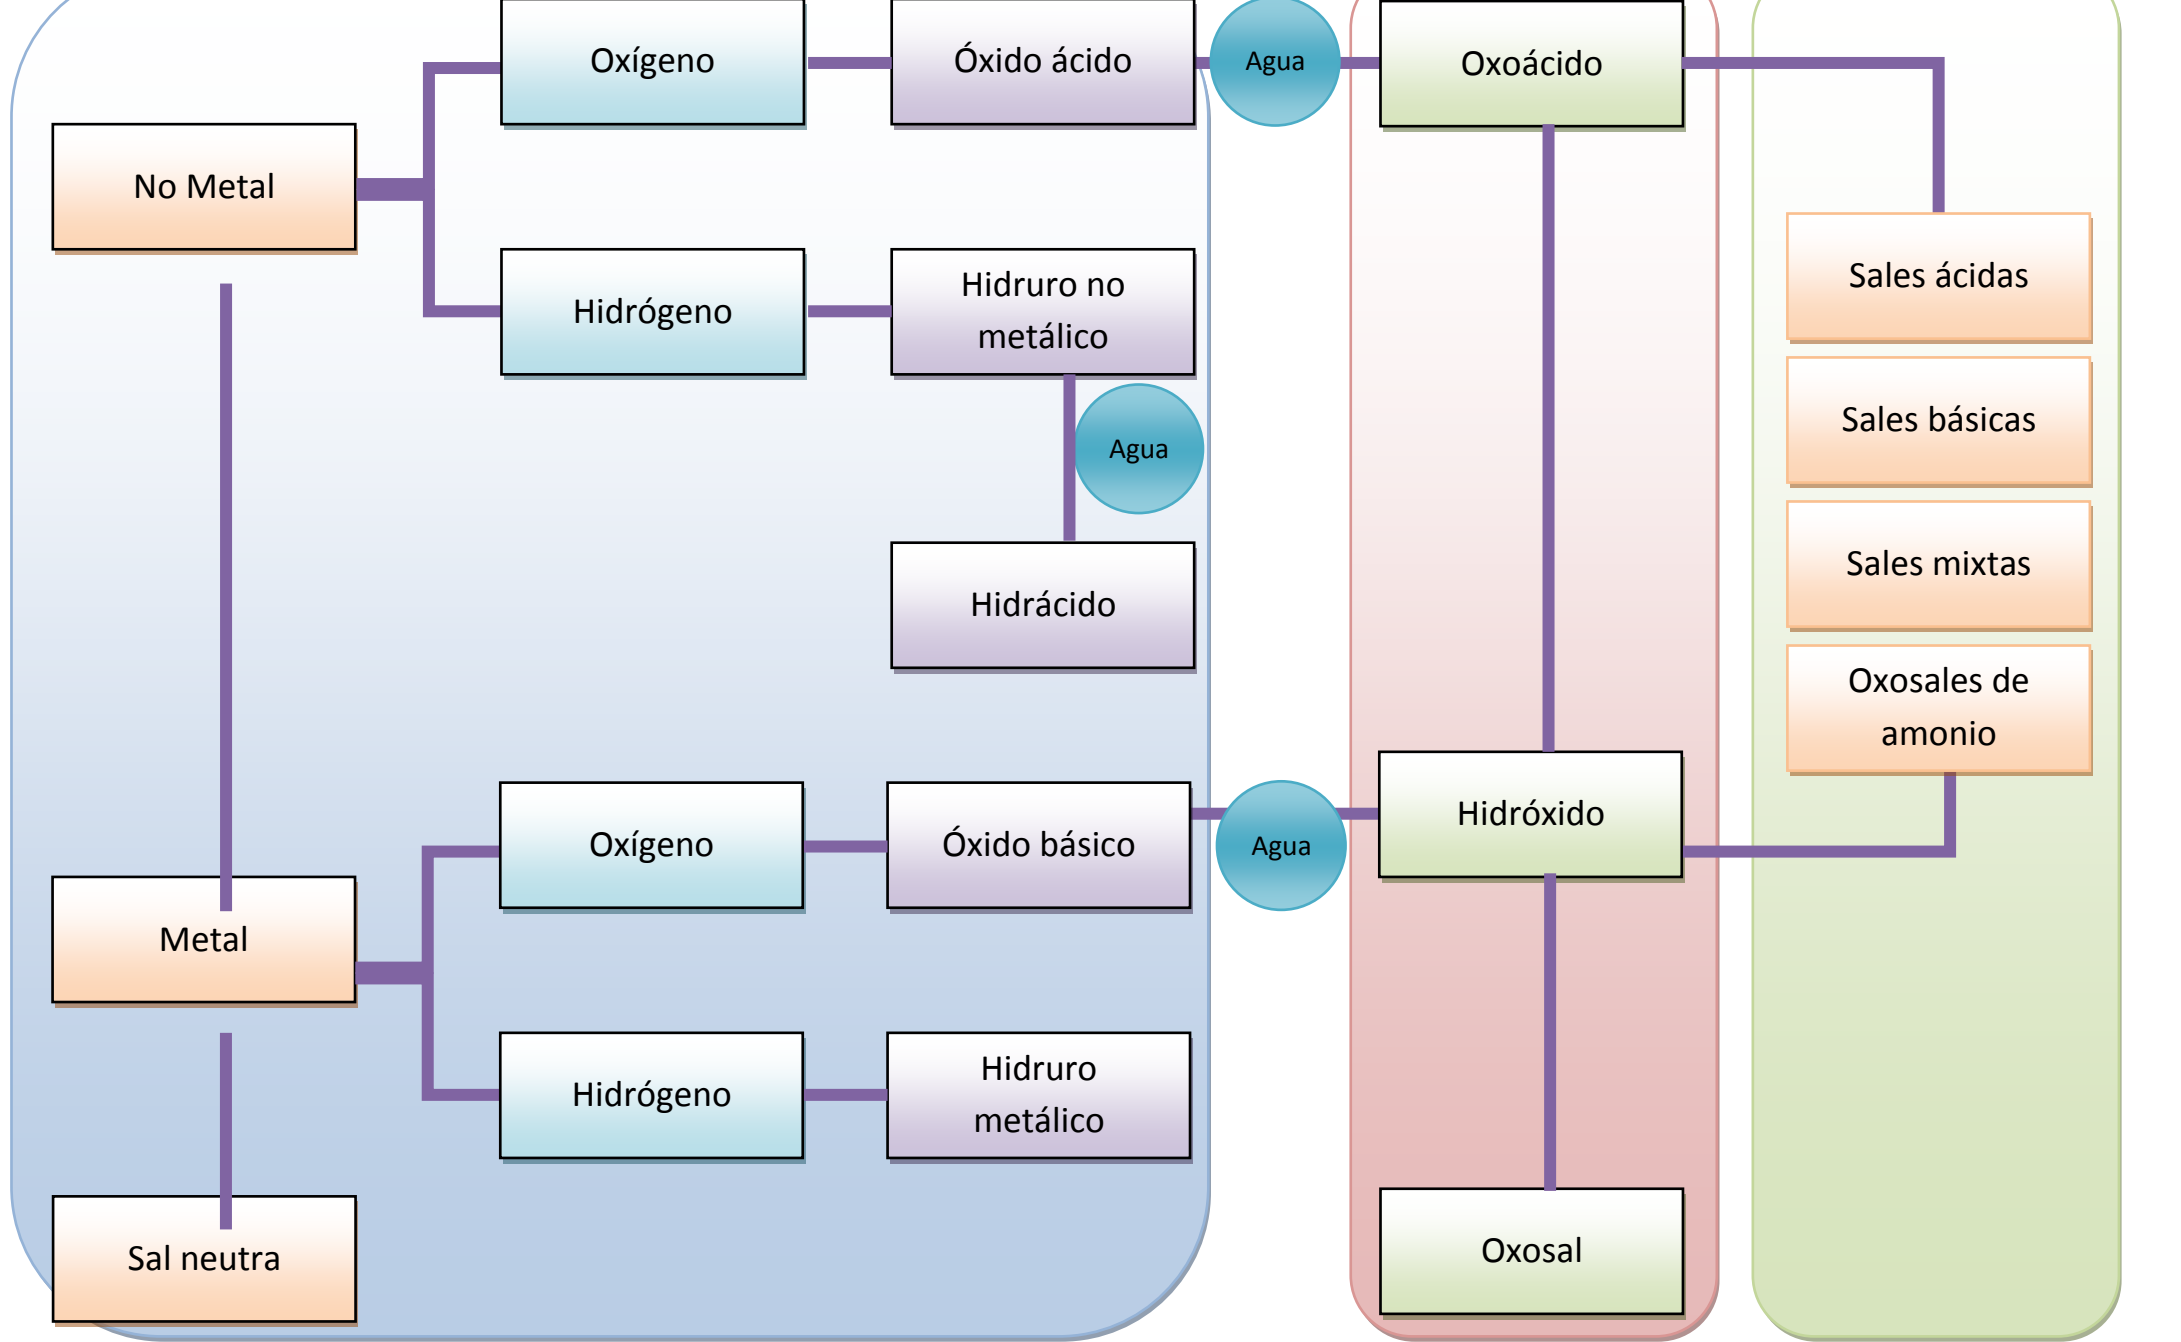 Oxígeno
Óxido ácido
Agua
Oxoácido
No Metal
Hidrógeno
Hidruro no
metálico
Sales ácidas
Sales básicas
Agua
Sales mixtas
Hidrácido
Oxosales de
amonio
Oxígeno
Óxido básico
Agua
Hidróxido
Metal
Hidrógeno
Hidruro
metálico
Sal neutra
Oxosal